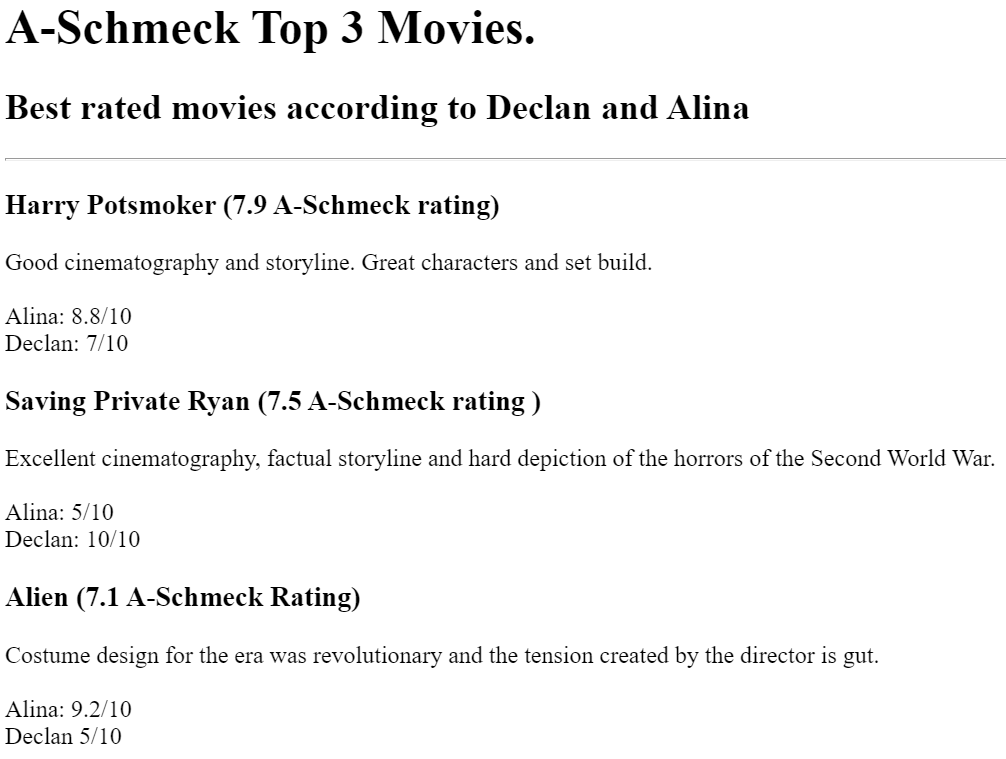 A-Schmeck Top 3 Movies.
Best rated movies according to Declan and Alina
Harry Potsmoker (7.9 A-Schmeck rating)
Good cinematography and storyline. Great characters and set build.
Alina: 8.8/10
Declan: 7/10
Saving Private Ryan (7.5 A-Schmeck rating )
Excellent cinematography, factual storyline and hard depiction of the horrors of the Second World War.
Alina: 5/10
Declan: 10/10
Alien (7.1 A-Schmeck Rating)
Costume design for the era was revolutionary and the tension created by the director is gut.
Alina: 9.2/10
Declan 5/10